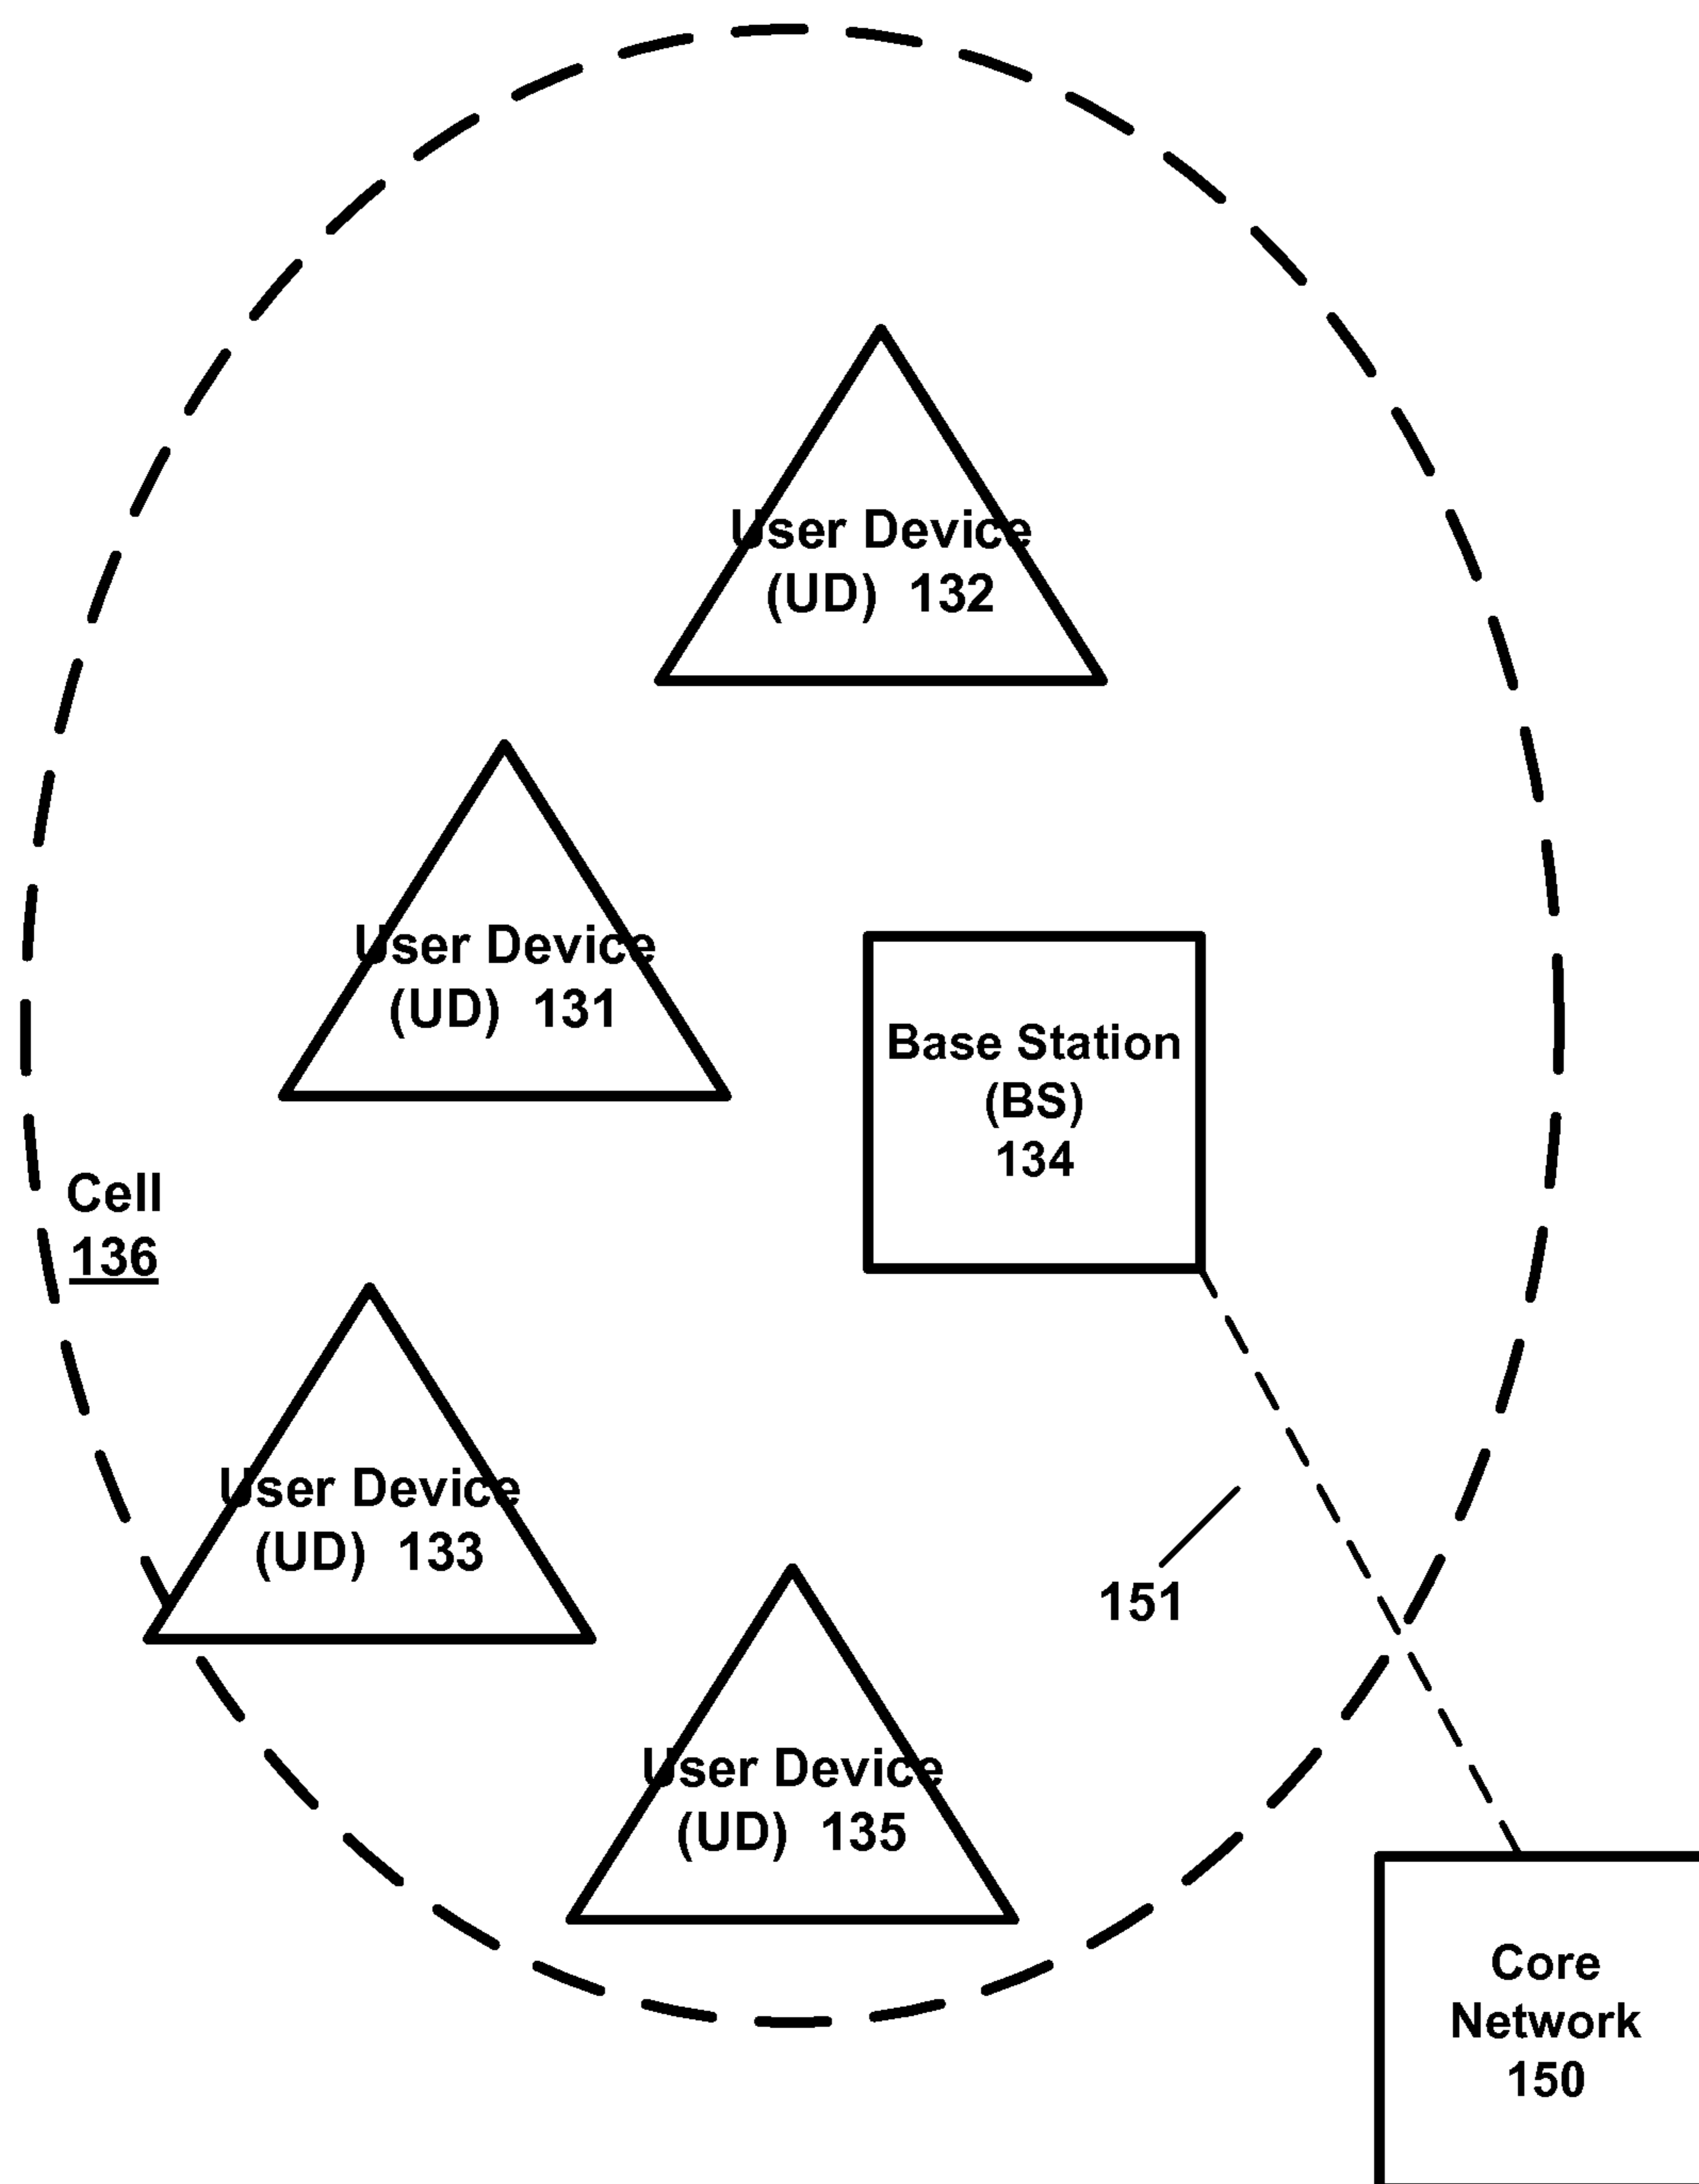 User Device
(UD) 132
User Device
(UD) 131
Base Station
(BS)
134
Cell
136
User Device
(UD) 133
151
User Device
(UD) 135
Core
Network
150